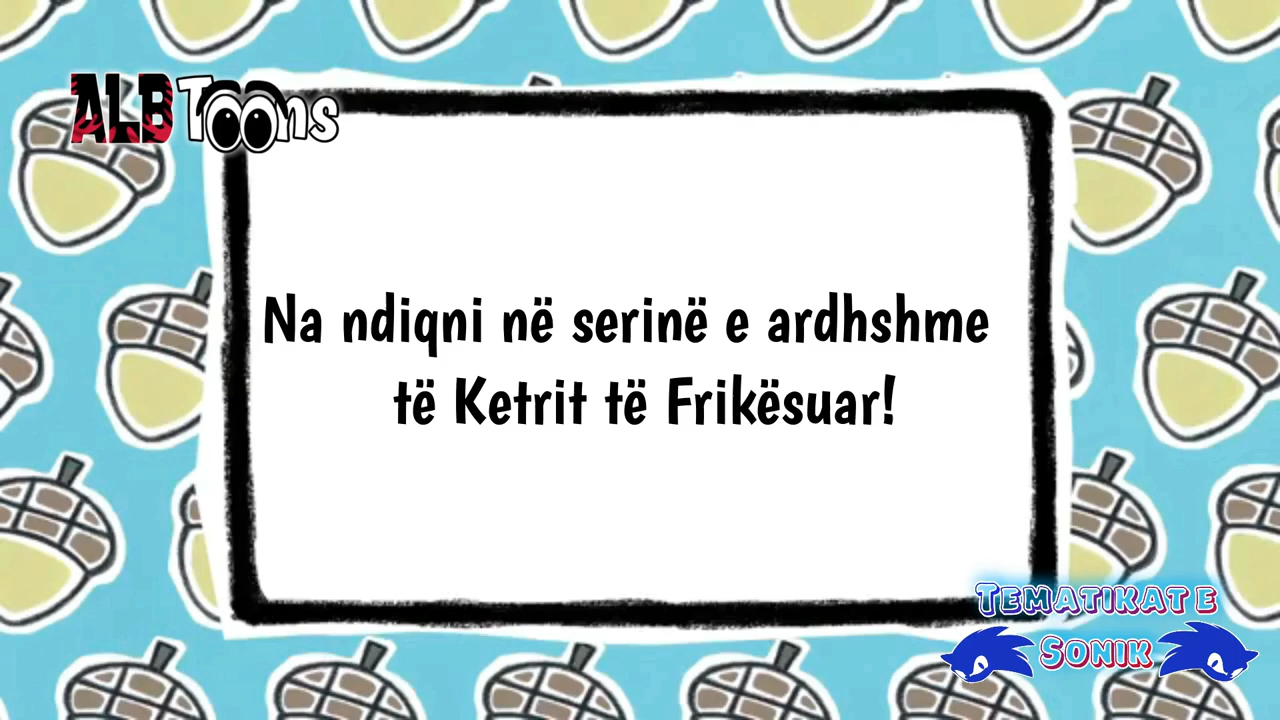 ALBToons
Na ndiqni në serinë e ardhshme
të Ketrit të Frikësuar!
TEMATIKAT E
SONIK